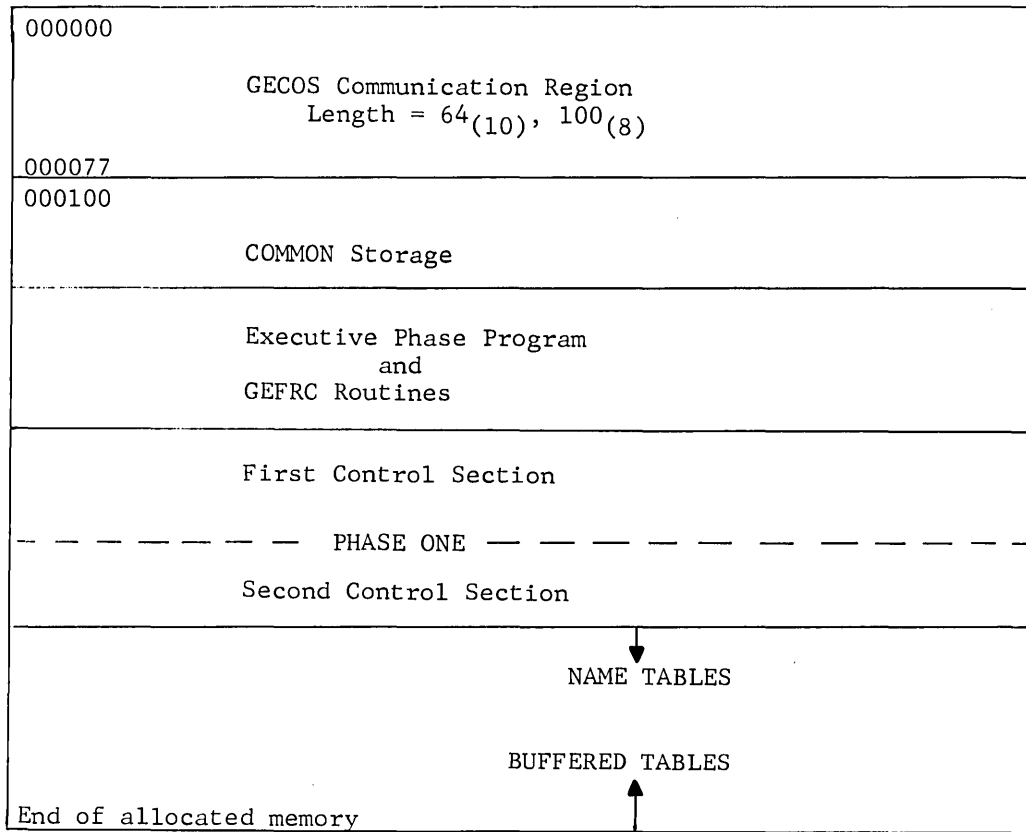 000000
GECOS Communication Region
Length = 64(10), 100(8)
000077
000100
COMMON Storage
Executive Phase Program
and
GEFRC Routines
First Control Section
PHASE ONE
Second Control Section
NAME TABLES
BUFFERED TABLES
End of allocated memory